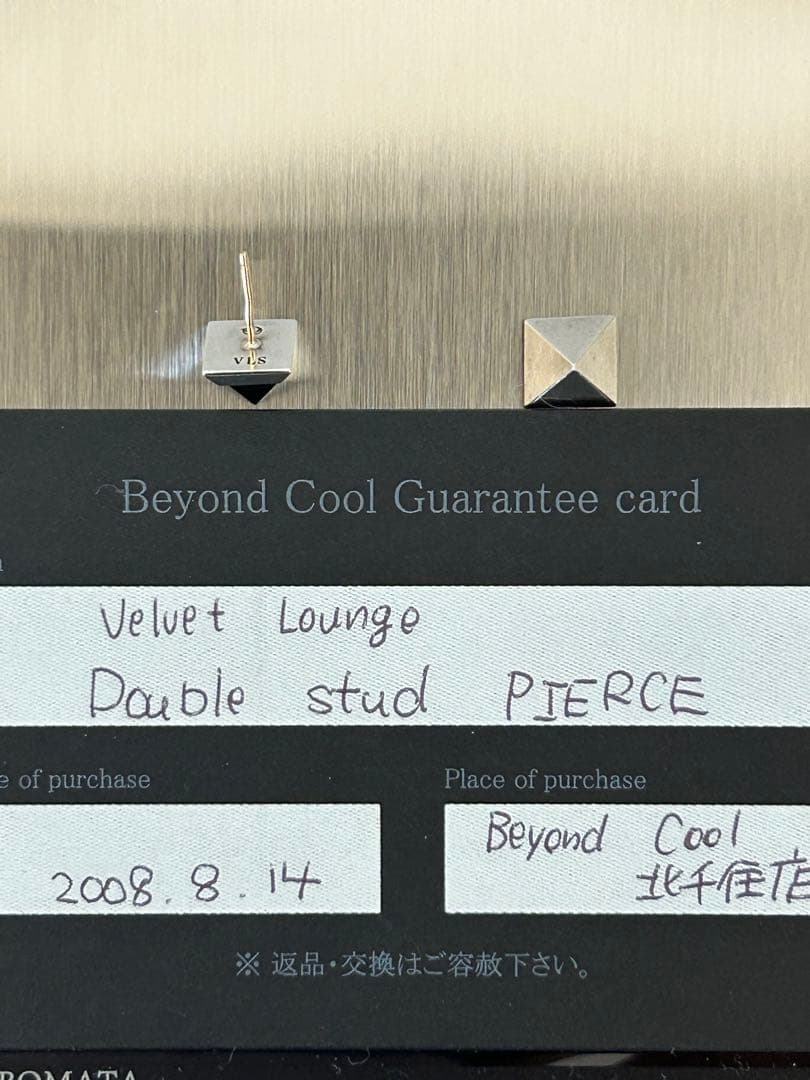 VLS
Beyond Cool Guarantee card
Velvet Lounge
Double stud PIERCE
e of purchase
Place of purchase
2008.8.14
Beyond Cool
北千住店
※ 返品・交換はご容赦下さい。